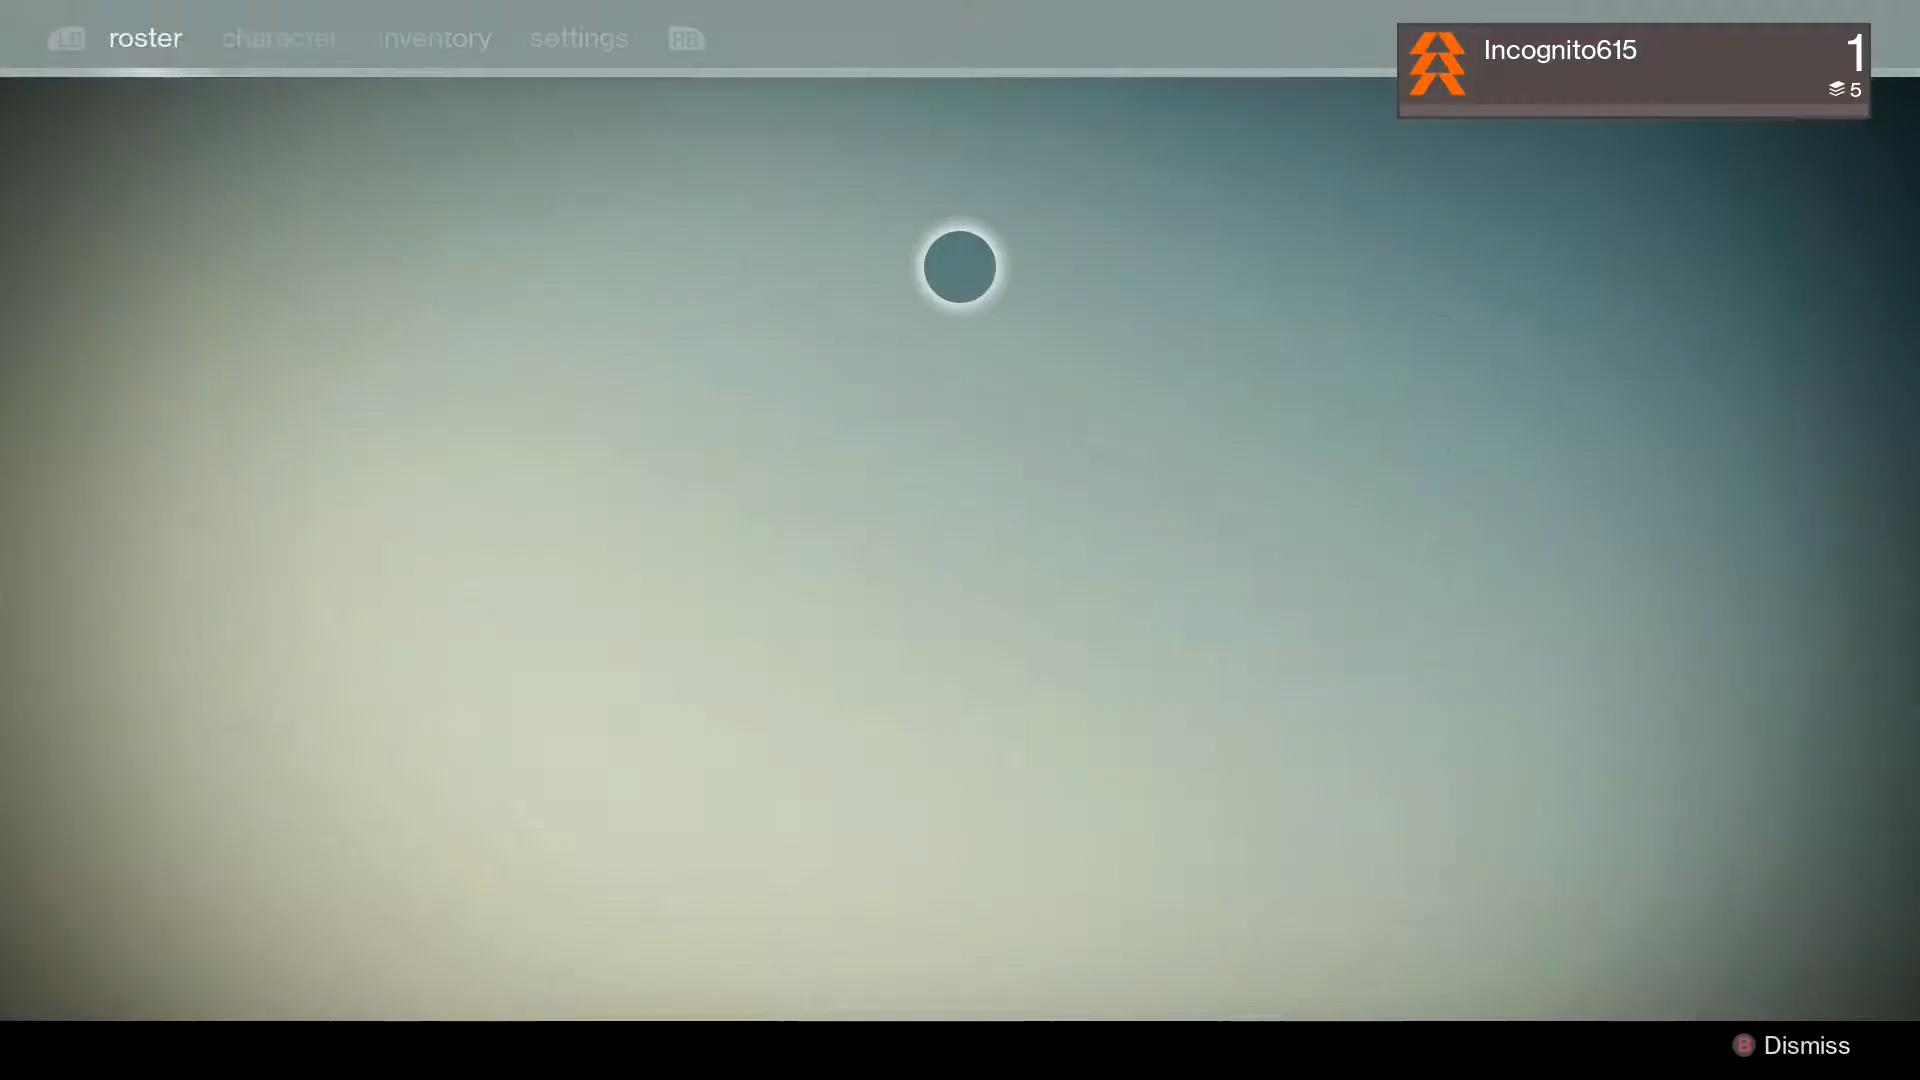 LB roster character inventory settings RB
Incognito615
1
5
B Dismiss